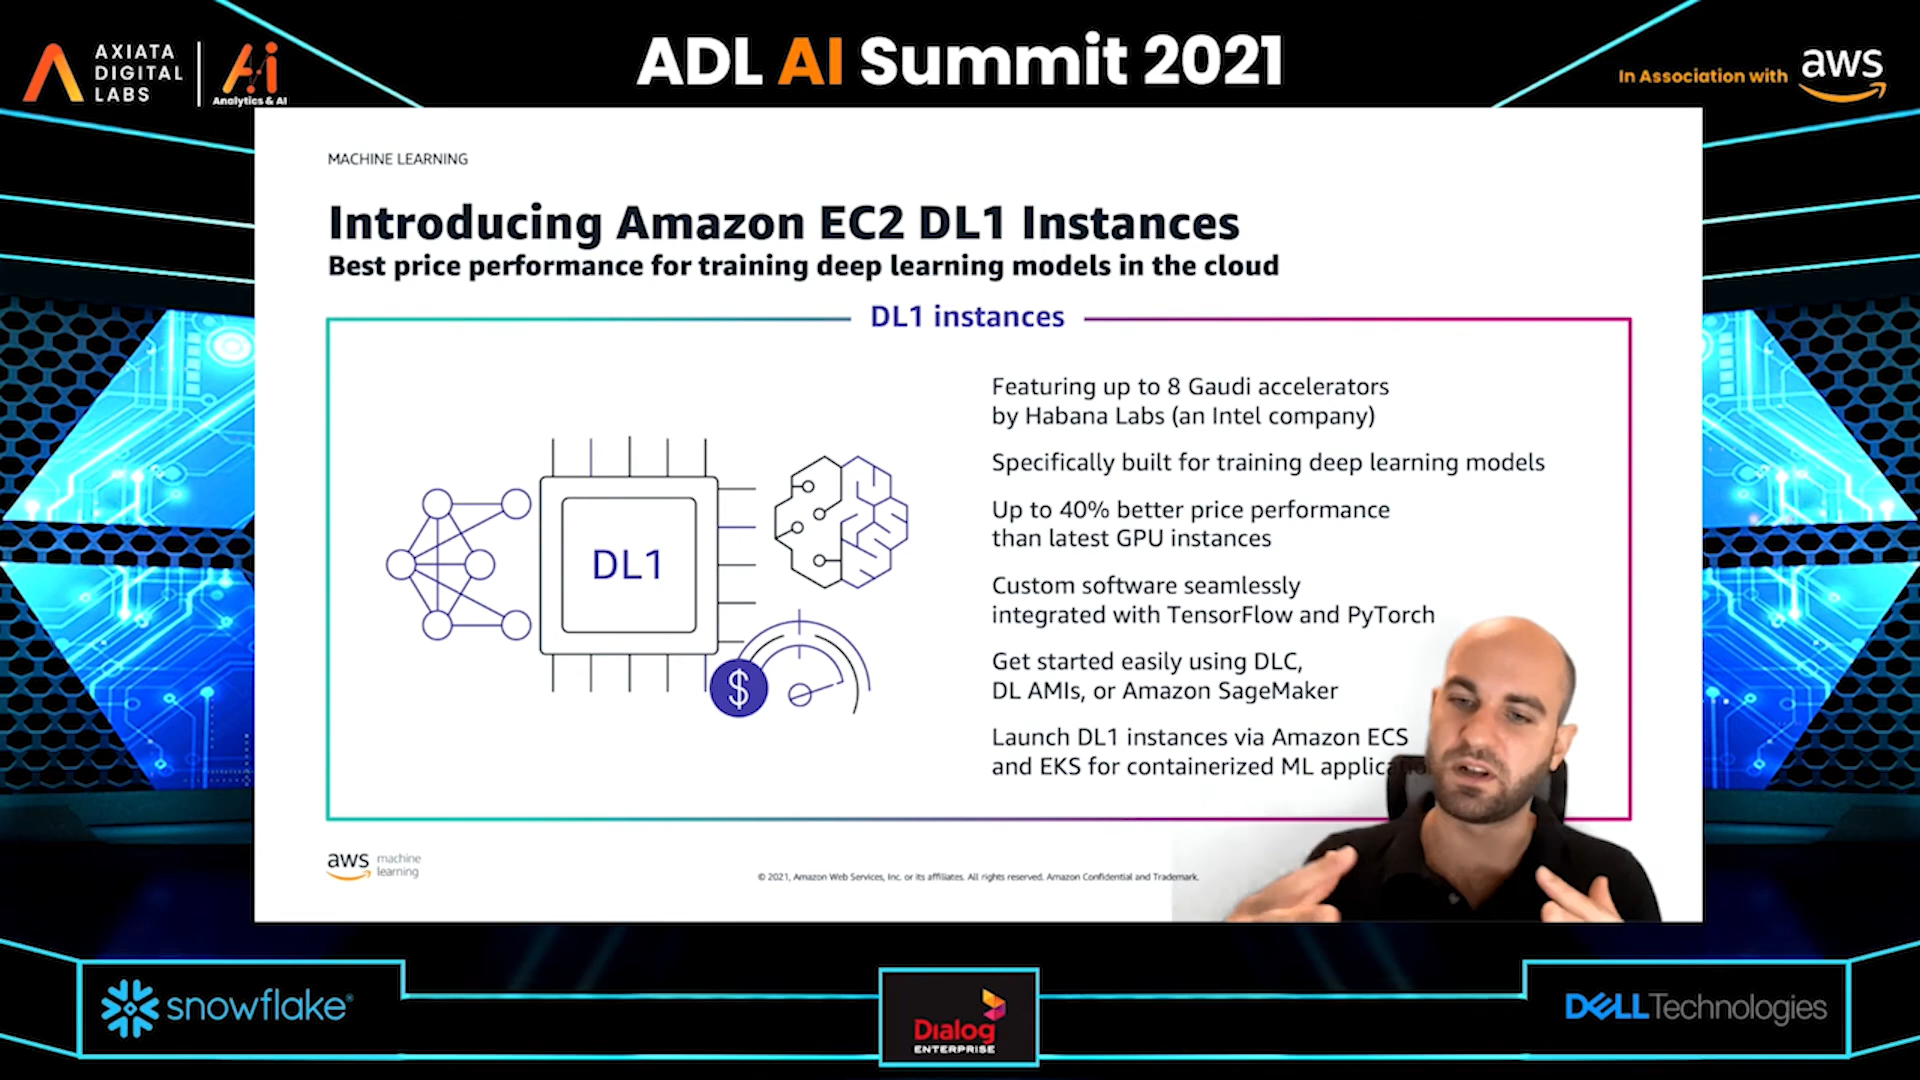 AXIATA
DIGITAL
LABS
Ai
Analytics & AI
ADL AI Summit 2021
In Association with
aws
MACHINE LEARNING
Introducing Amazon EC2 DL1 Instances
Best price performance for training deep learning models in the cloud
DL1 instances
DL1
$
Featuring up to 8 Gaudi accelerators
by Habana Labs (an Intel company)
Specifically built for training deep learning models
Up to 40% better price performance
than latest GPU instances
Custom software seamlessly
integrated with TensorFlow and PyTorch
Get started easily using DLC,
DL AMIs, or Amazon SageMaker
Launch DL1 instances via Amazon ECS
and EKS for containerized ML
aws machine
learning
© 2021, Amazon Web Services, Inc. or its affiliates. All rights reserved. Amazon Confidential and Trademark.
snowflake®
Dialog
ENTERPRISE
DELL Technologies